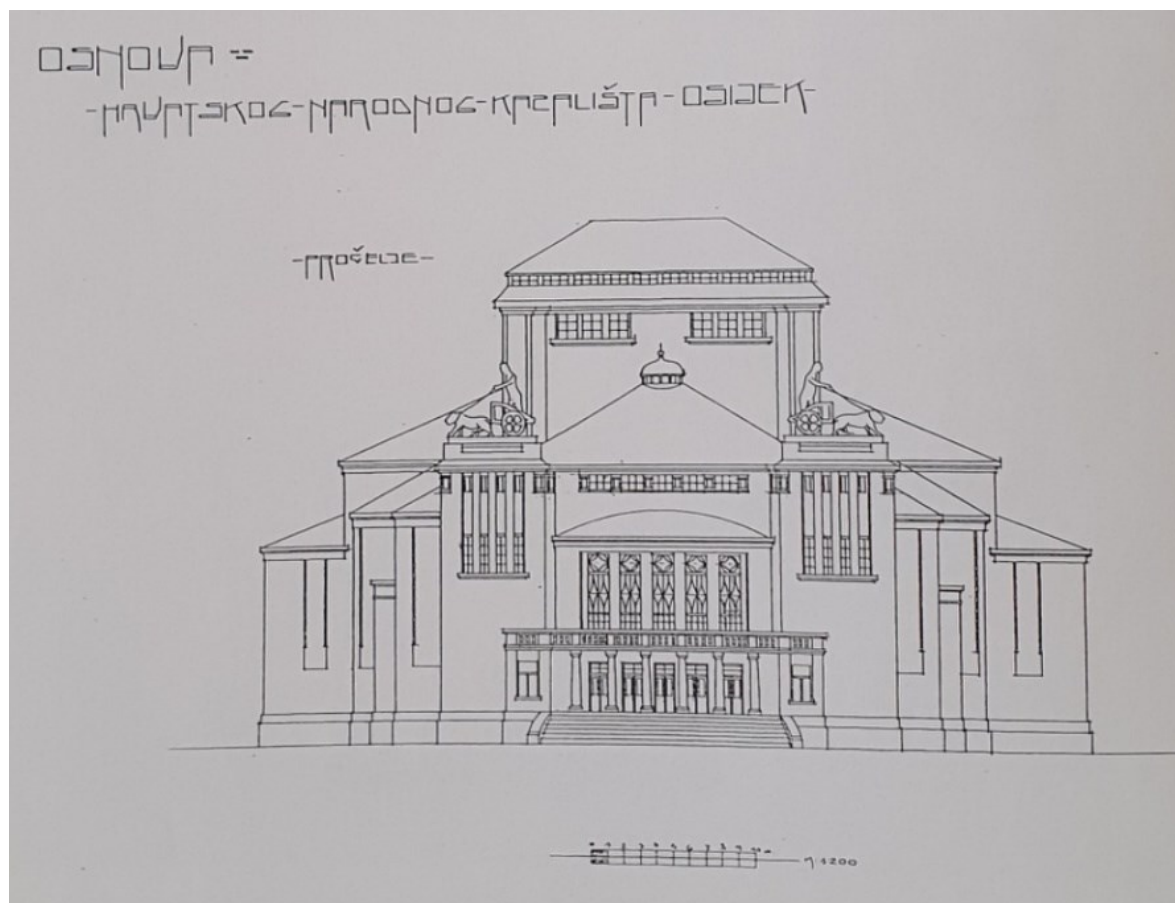 OSNOVA =
-HRVATSKOG-NARODNOG-KAZALIŠTA-OSIJEK-
-PROČELJE-
1:200